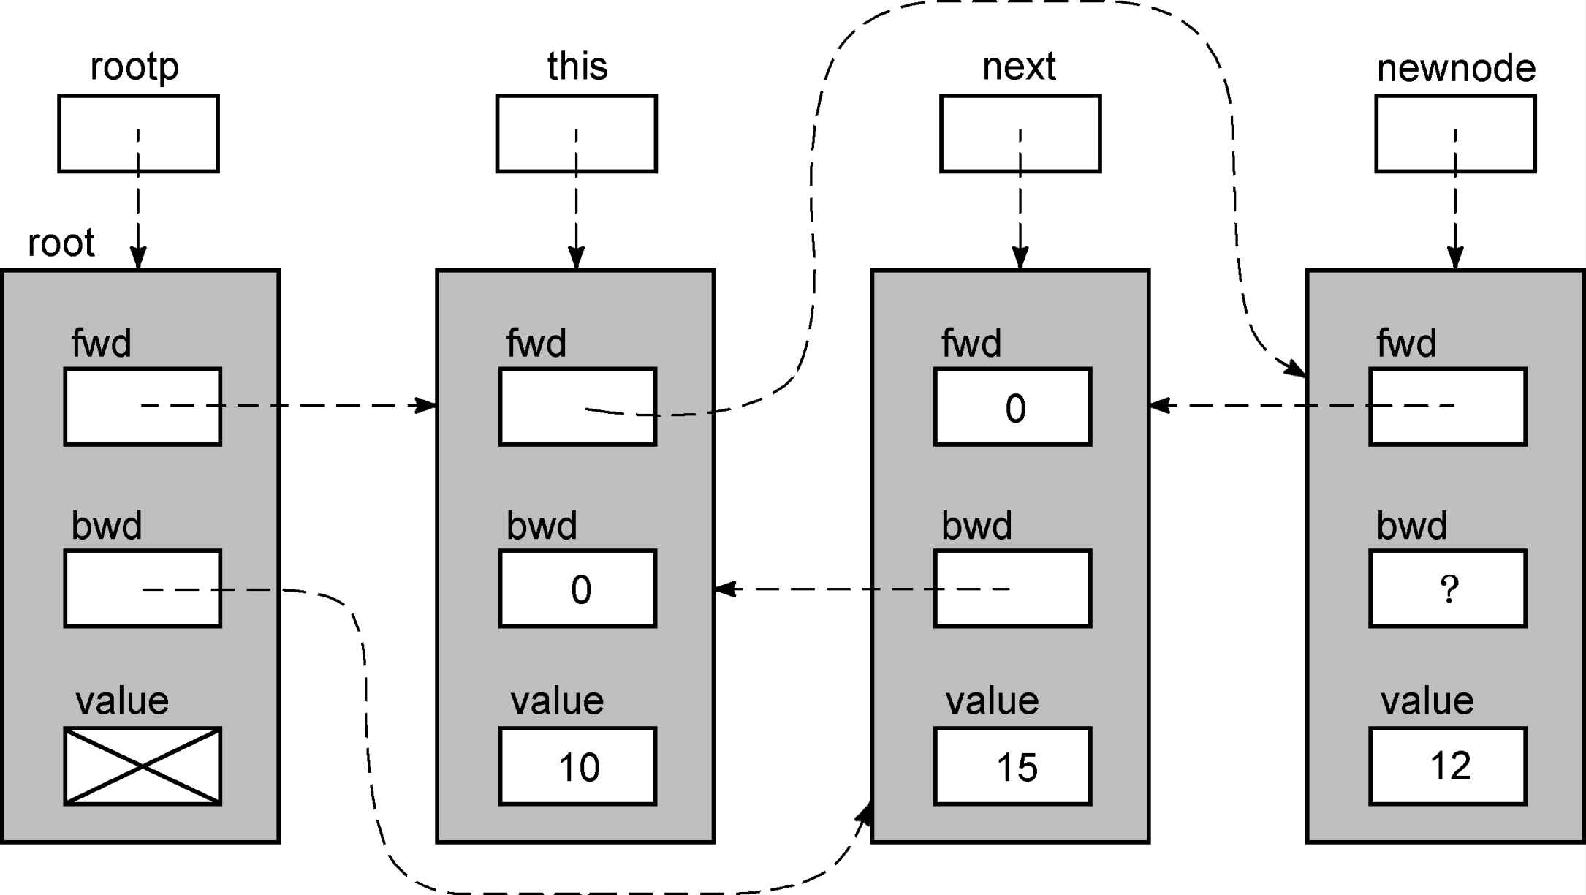 rootp this next newnode
root
fwd fwd fwd fwd
0
bwd bwd bwd bwd
0 ?
value value value value
10 15 12